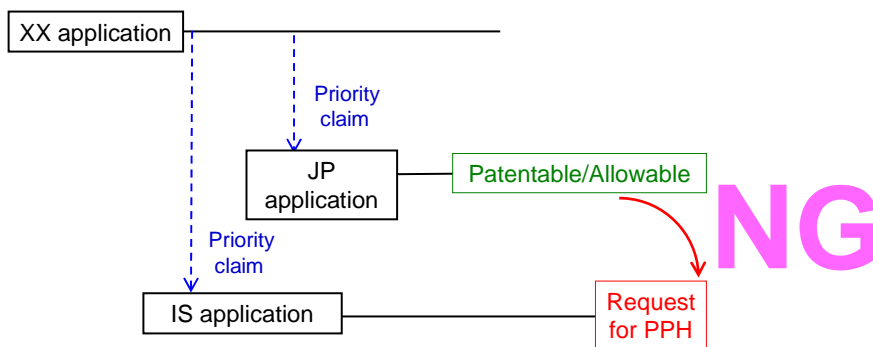 XX application
Priority
claim
JP
application
Patentable/Allowable
NG
Priority
claim
IS application
Request
for PPH